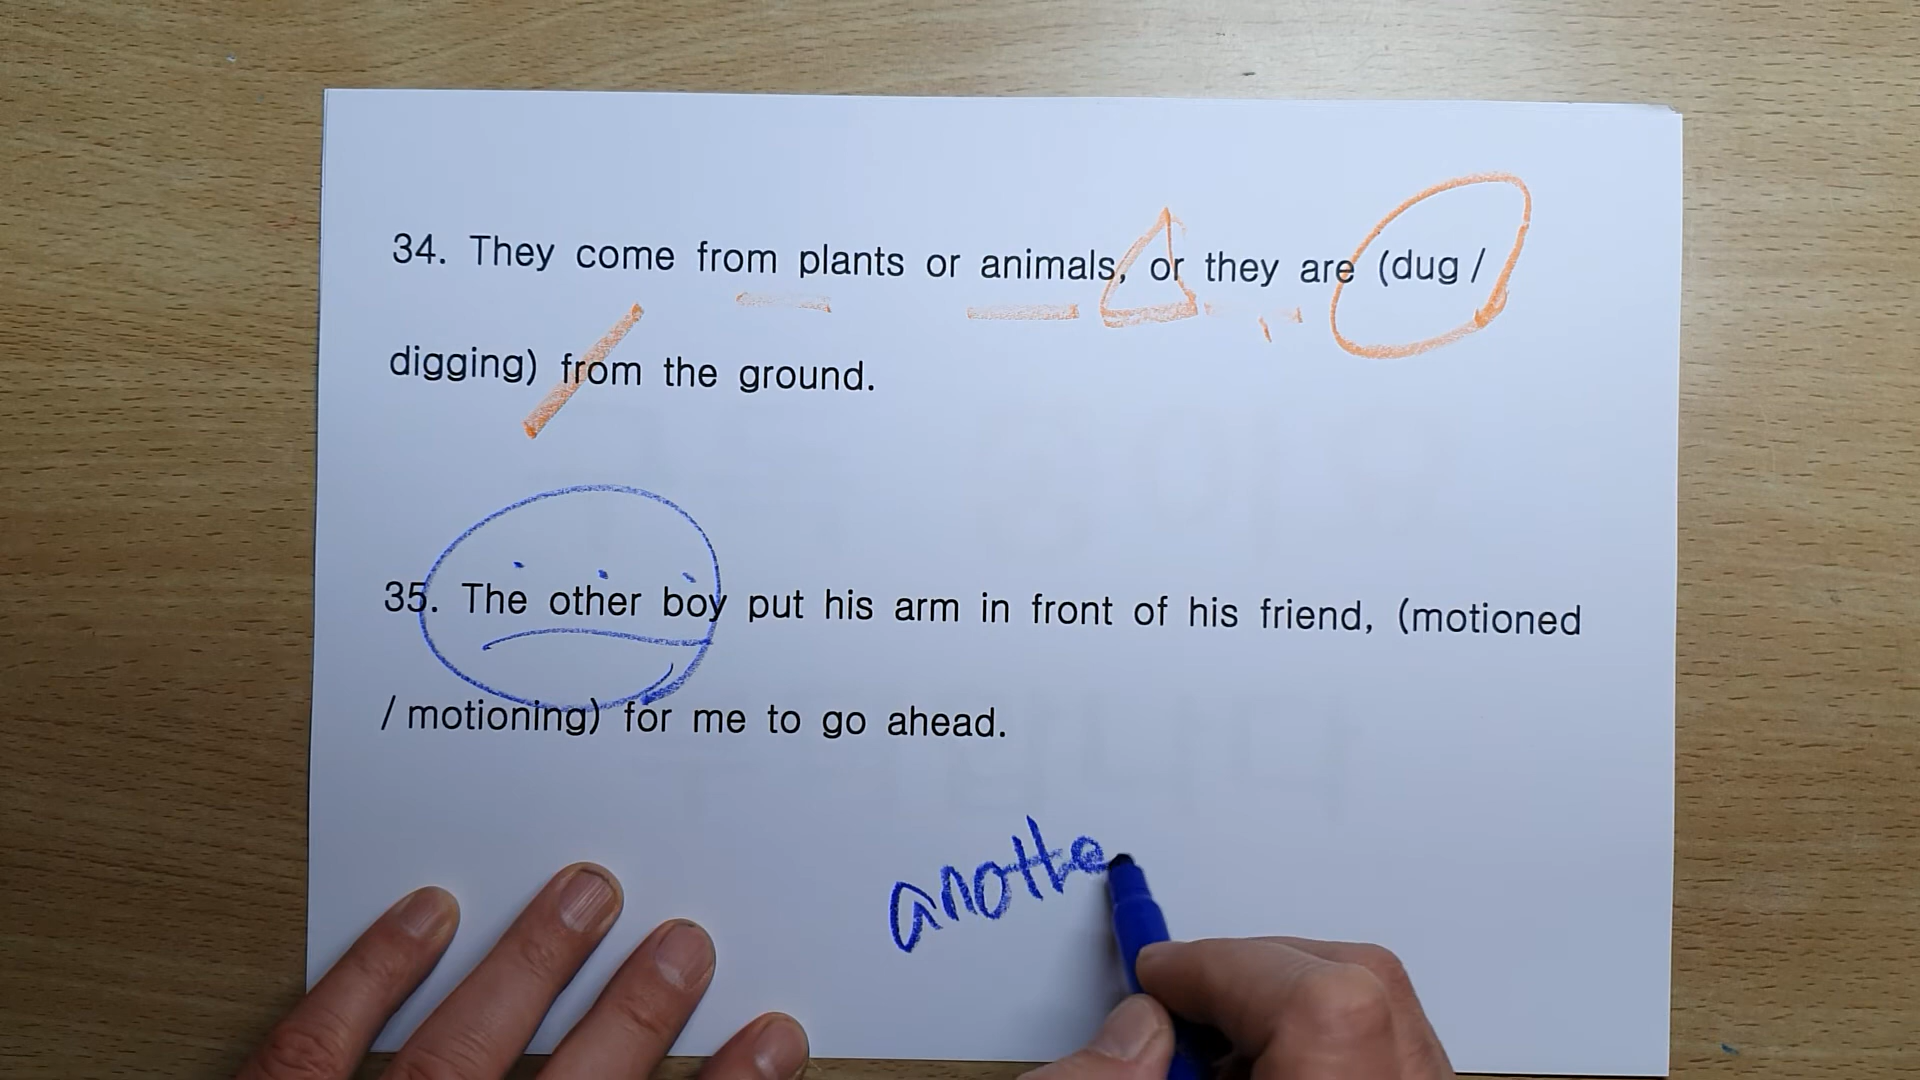 34. They come from plants or animals, or they are (dug /
digging) from the ground.
35. The other boy put his arm in front of his friend, (motioned
/ motioning) for me to go ahead.
anothe